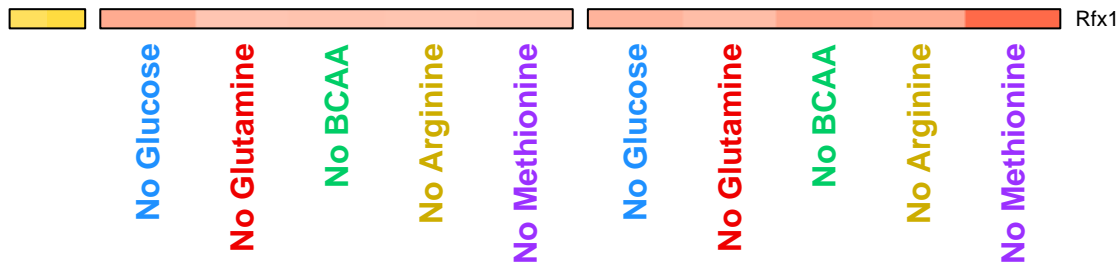 Rfx1
No Glucose
No Glutamine
No BCAA
No Arginine
No Methionine
No Glucose
No Glutamine
No BCAA
No Arginine
No Methionine